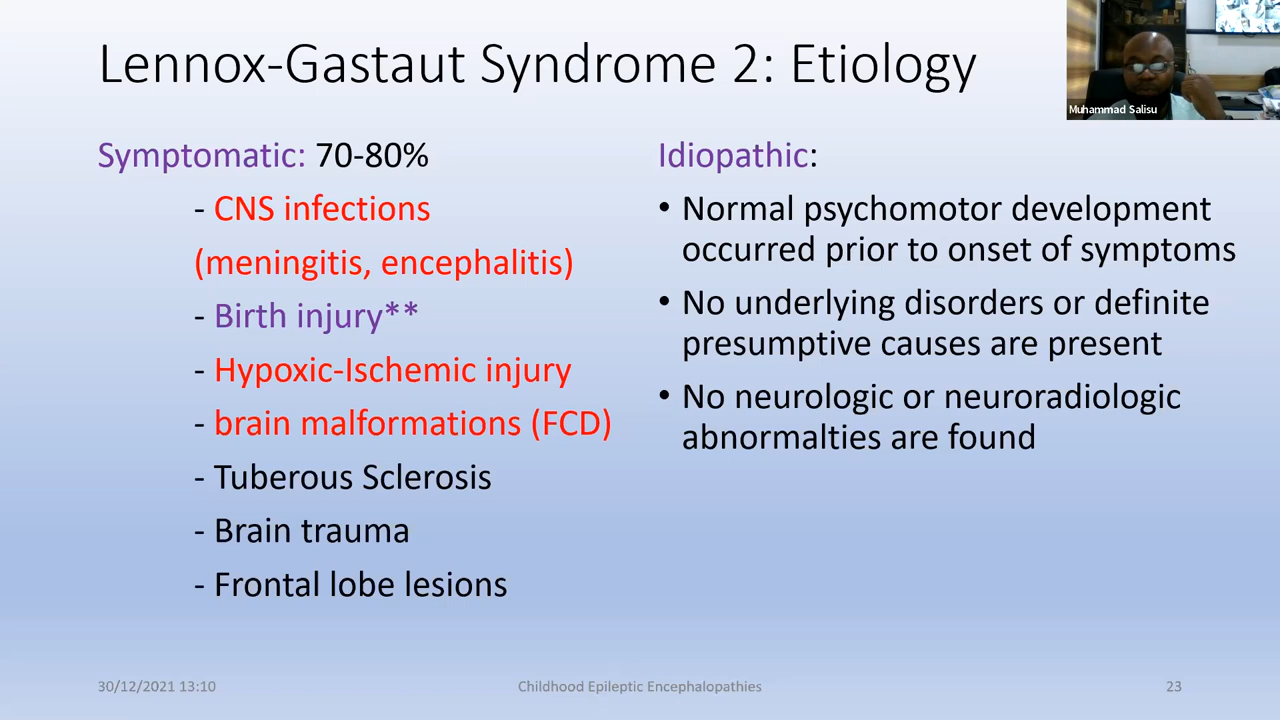 Lennox-Gastaut Syndrome 2: Etiology
Muhammad Salisu
Symptomatic: 70-80%
- CNS infections
(meningitis, encephalitis)
- Birth injury**
- Hypoxic-Ischemic injury
- brain malformations (FCD)
- Tuberous Sclerosis
- Brain trauma
- Frontal lobe lesions
Idiopathic:
• Normal psychomotor development
occurred prior to onset of symptoms
• No underlying disorders or definite
presumptive causes are present
• No neurologic or neuroradiologic
abnormalties are found
30/12/2021 13:10
Childhood Epileptic Encephalopathies
23